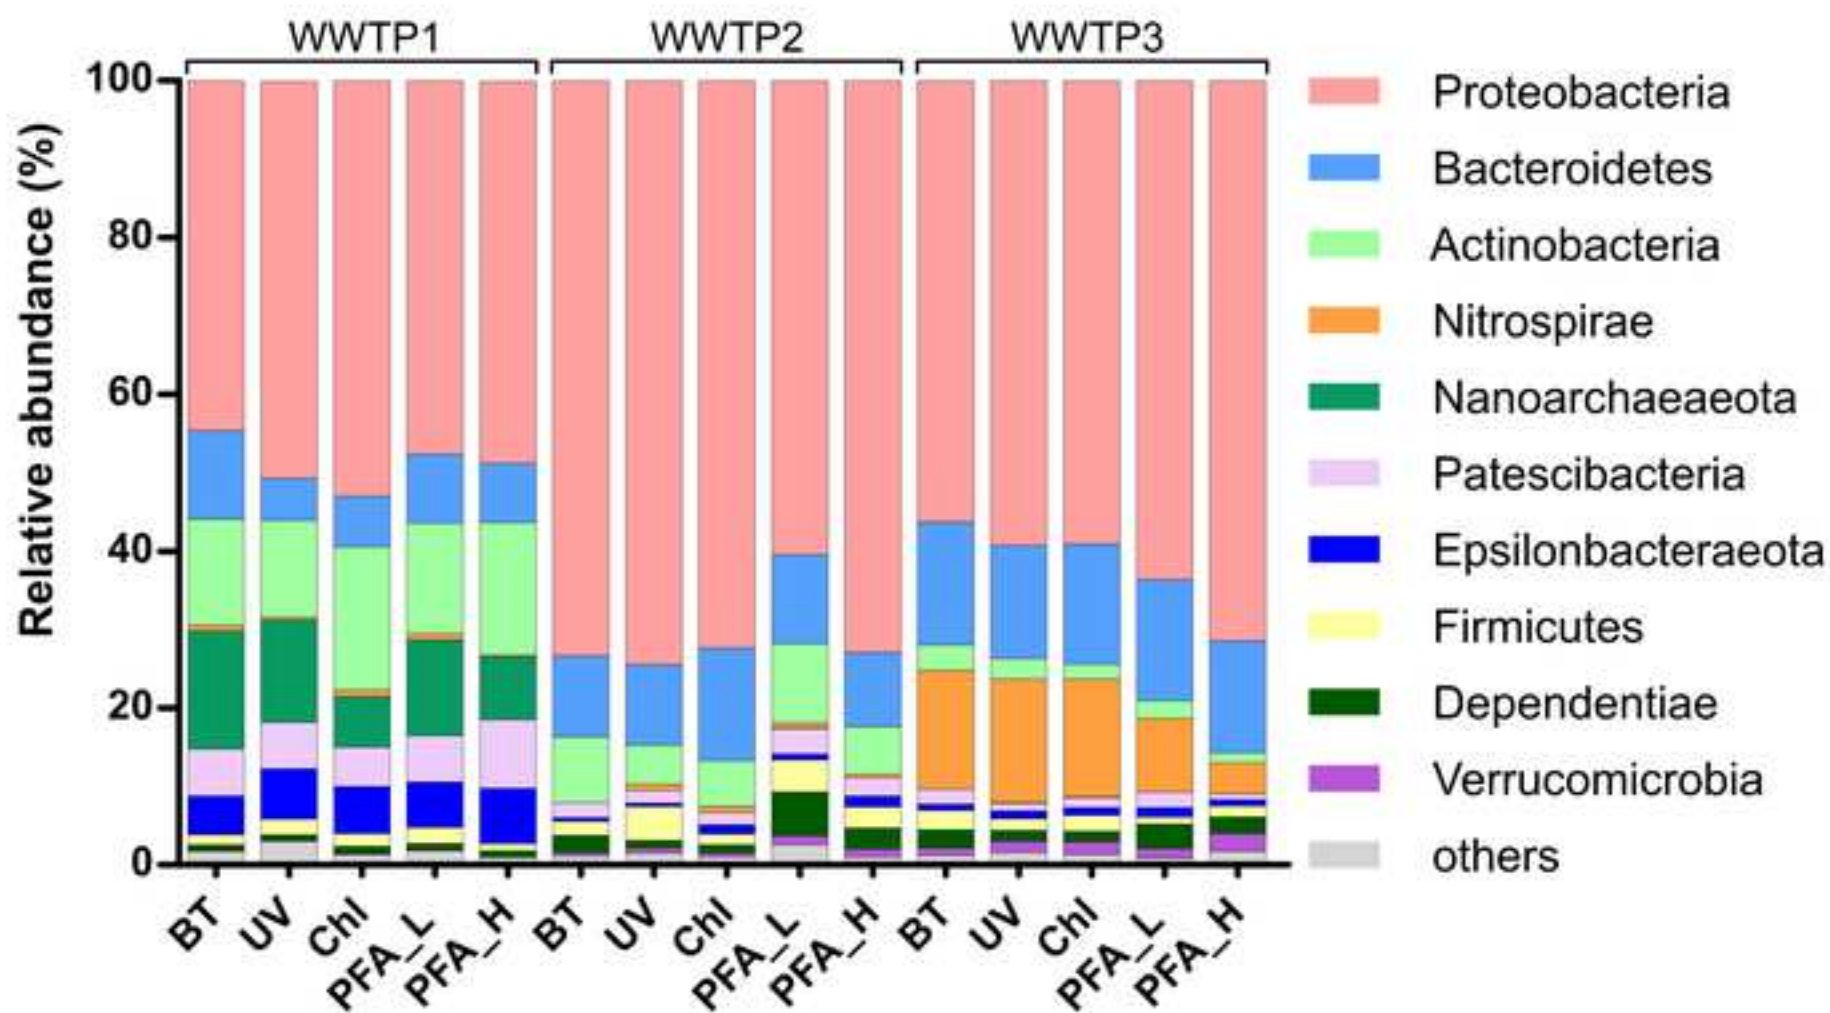 WWTP1 WWTP2 WWTP3
Relative abundance (%)
100
80
60
40
20
0
BT UV Chl PFA_L PFA_H BT UV Chl PFA_L PFA_H BT UV Chl PFA_L PFA_H
Proteobacteria
Bacteroidetes
Actinobacteria
Nitrospirae
Nanoarchaeaeota
Patescibacteria
Epsilonbacteraeota
Firmicutes
Dependentiae
Verrucomicrobia
others